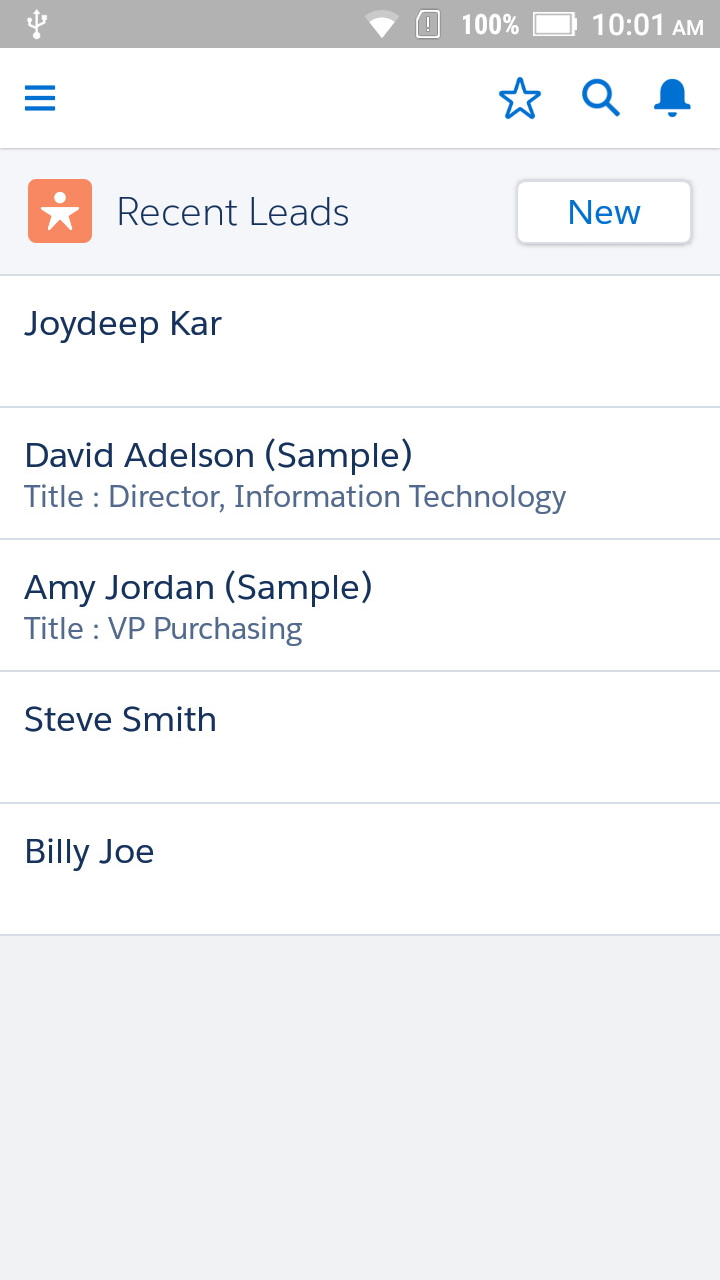 100% 10:01 AM
Recent Leads New
Joydeep Kar
David Adelson (Sample)
Title : Director, Information Technology
Amy Jordan (Sample)
Title : VP Purchasing
Steve Smith
Billy Joe